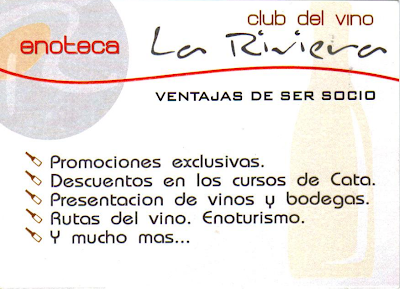 club del vino
enoteca La Riviera
VENTAJAS DE SER SOCIO
Promociones exclusivas.
Descuentos en los cursos de Cata.
Presentacion de vinos y bodegas.
Rutas del vino. Enoturismo.
Y mucho mas...